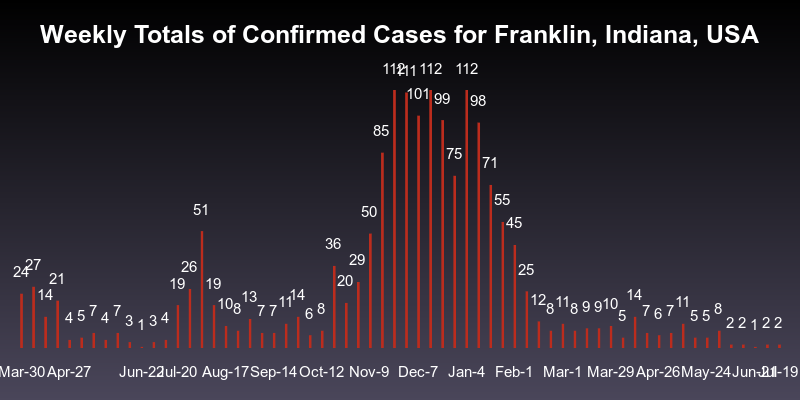 Weekly Totals of Confirmed Cases for Franklin, Indiana, USA
24 27 14 21 4 5 7 4 7 3 1 3 4 19 26 51 19 10 8 13 7 7 11 14 6 8 36 20 29 50 85 112 111 101 112 99 75 112 98 71 55 45 25 12 8 11 8 9 9 10 5 14 7 6 7 11 5 5 8 2 2 1 2 2
Mar-30 Apr-27 Jun-22 Jul-20 Aug-17 Sep-14 Oct-12 Nov-9 Dec-7 Jan-4 Feb-1 Mar-1 Mar-29 Apr-26 May-24 Jun-21 Jul-19